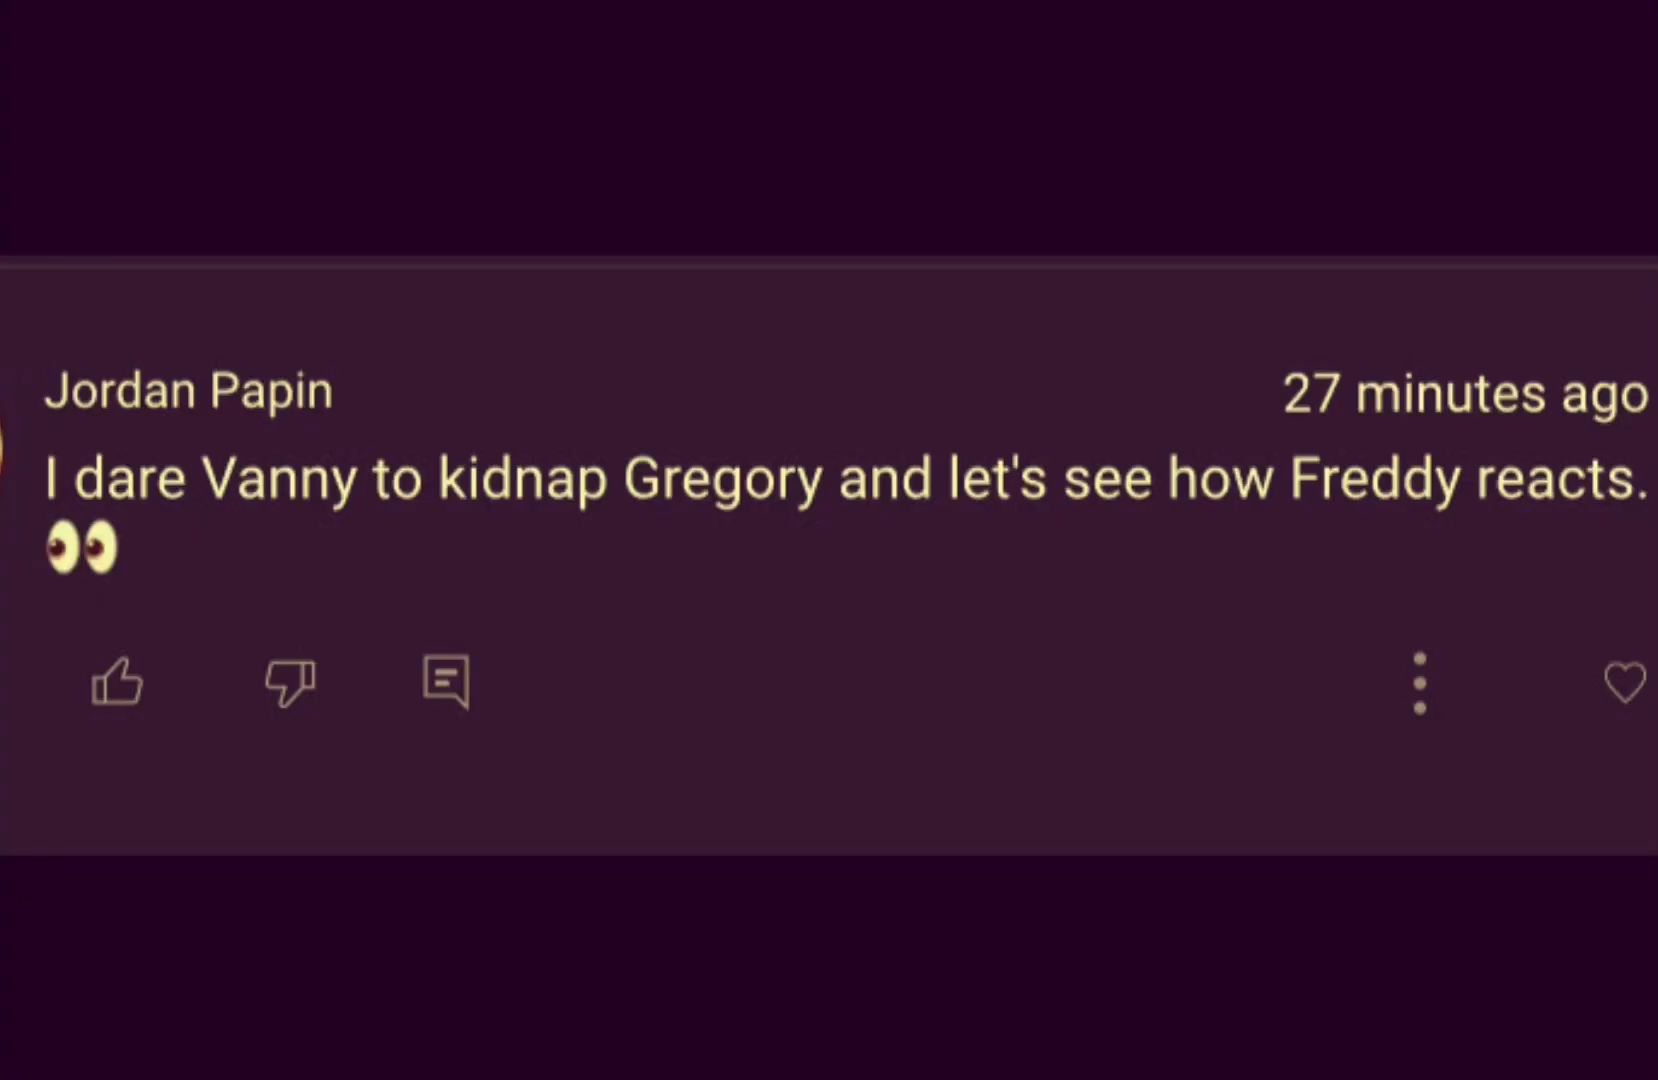 Jordan Papin
27 minutes ago
I dare Vanny to kidnap Gregory and let's see how Freddy reacts.
👀